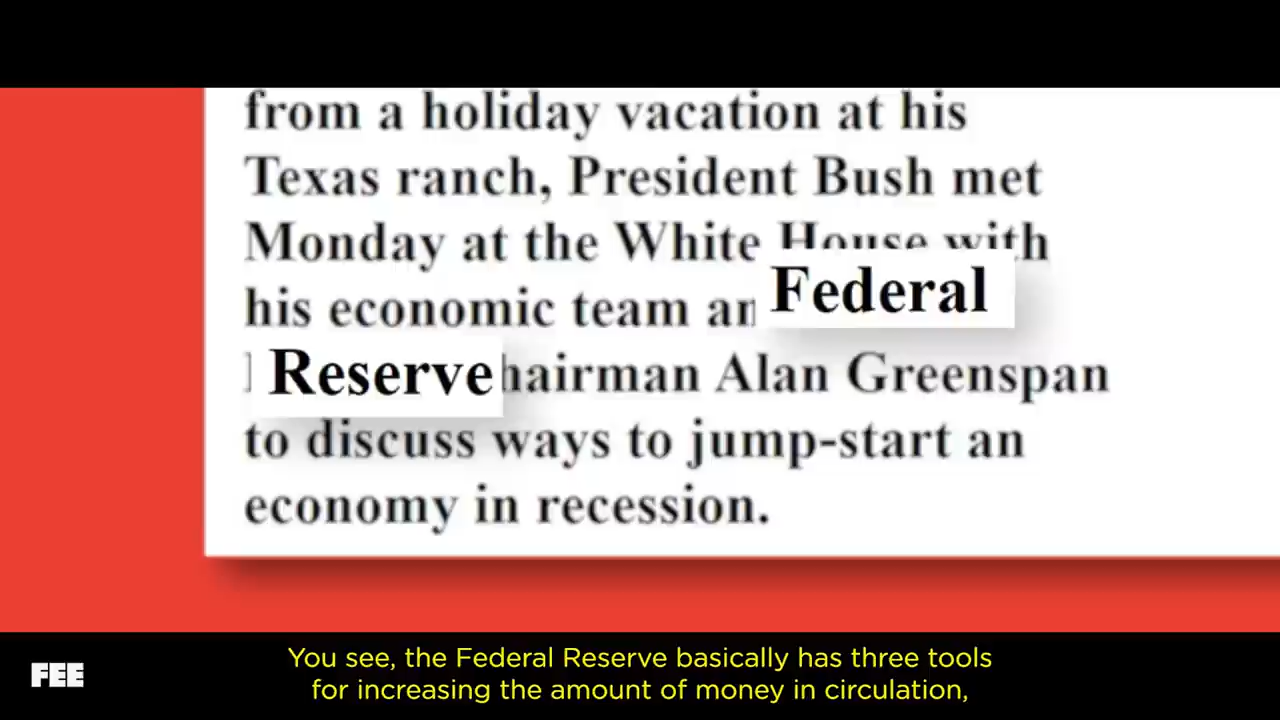 from a holiday vacation at his
Texas ranch, President Bush met
Monday at the White House with
his economic team an Federal
Reserve hairman Alan Greenspan
to discuss ways to jump-start an
economy in recession.
FEE
You see, the Federal Reserve basically has three tools
for increasing the amount of money in circulation,